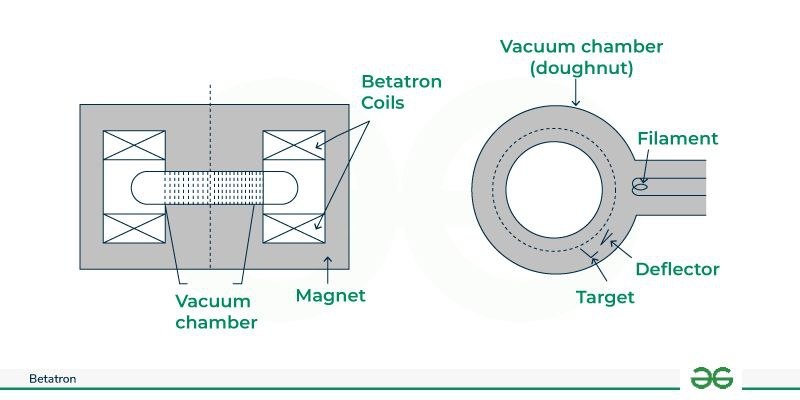 Vacuum chamber
(doughnut)
Betatron
Coils
Filament
Deflector
Target
Magnet
Vacuum
chamber
Betatron